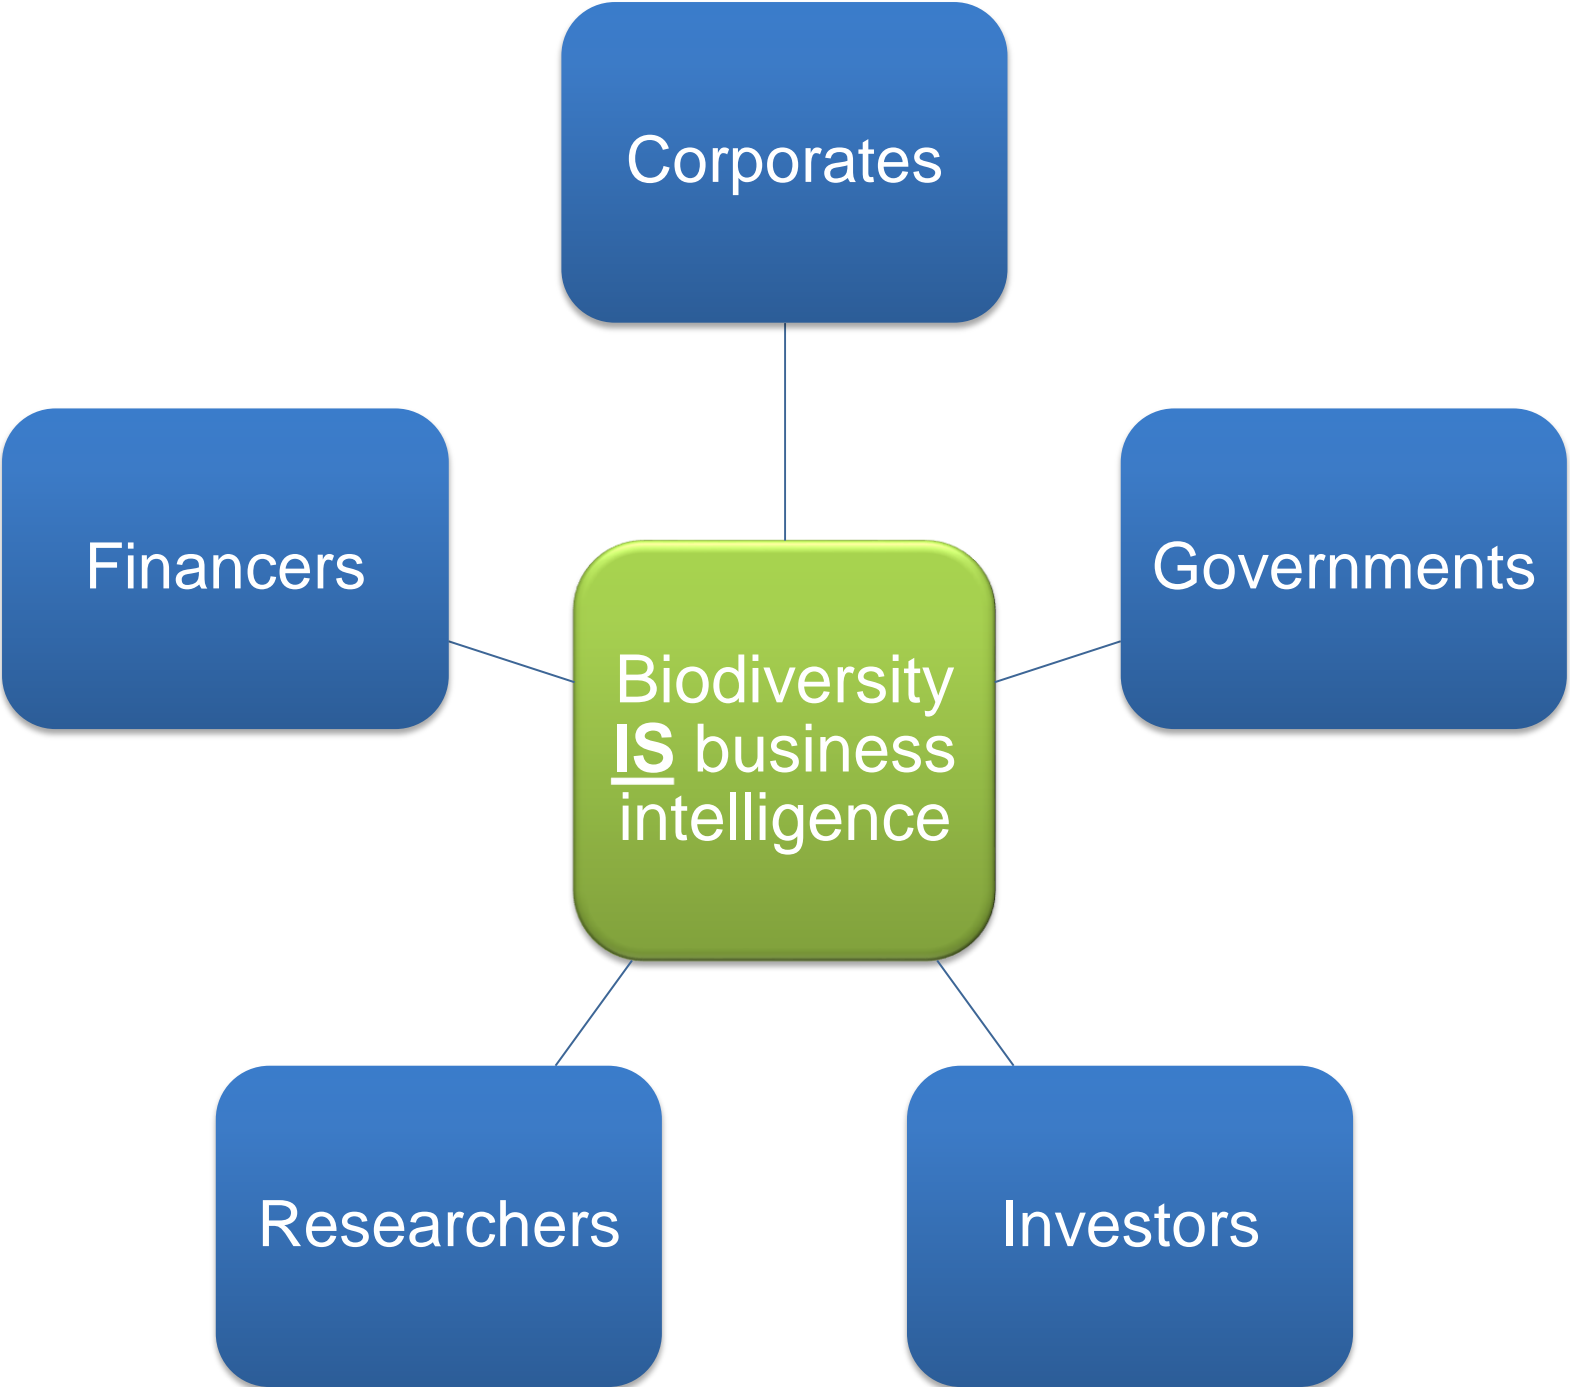 Corporates
Financers
Governments
Biodiversity
IS business
intelligence
Researchers
Investors